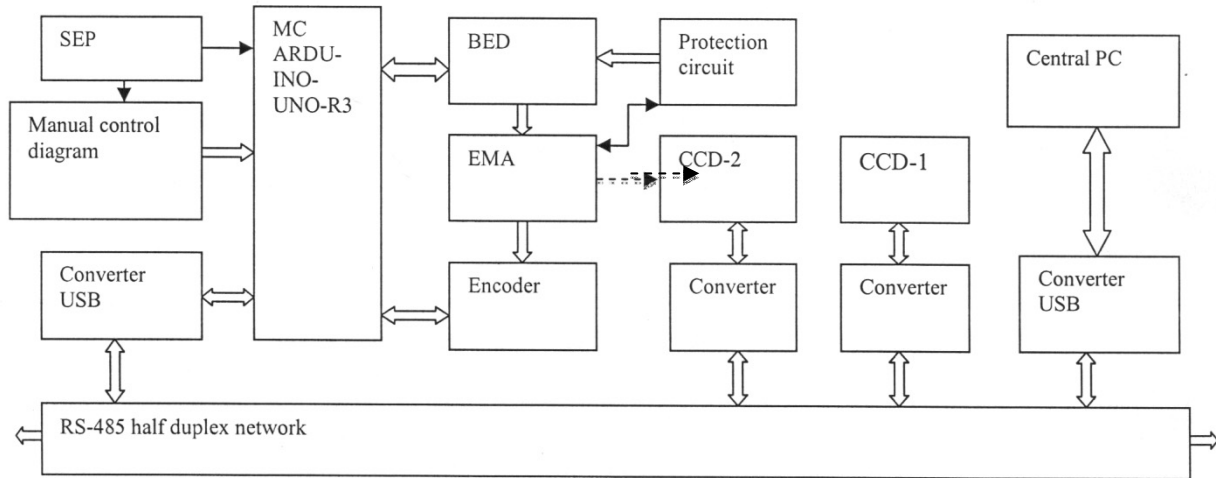 SEP
MC
ARDU-
INO-
UNO-R3
BED
Protection
circuit
Central PC
Manual control
diagram
EMA
CCD-2
CCD-1
Converter
USB
Encoder
Converter
Converter
Converter
USB
RS-485 half duplex network